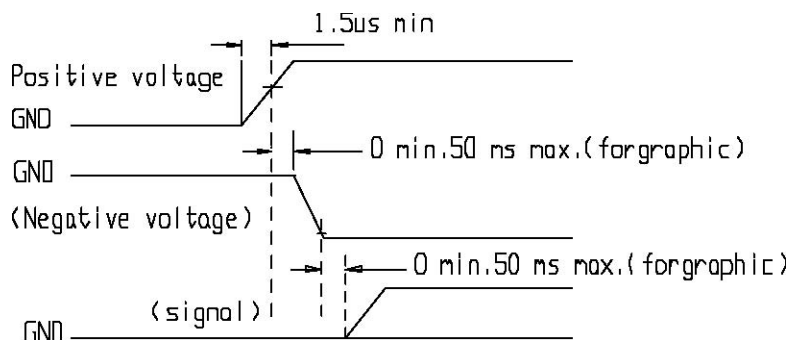 1.5us min
Positive voltage
GND
0 min.50 ms max.(forgraphic)
GND
(Negative voltage)
0 min.50 ms max.(forgraphic)
(signal)
GND